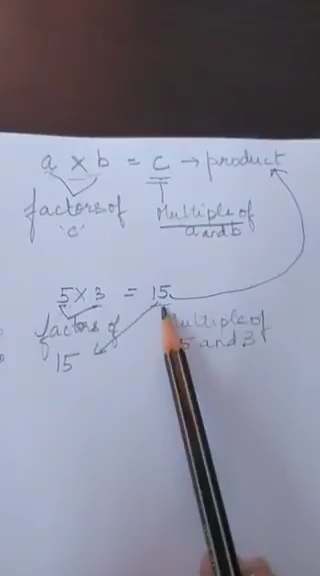 a × b = c → product
factors of Multiple of
'c' a and b
5 × 3 = 15
factors of Multiple of
15 5 and 3